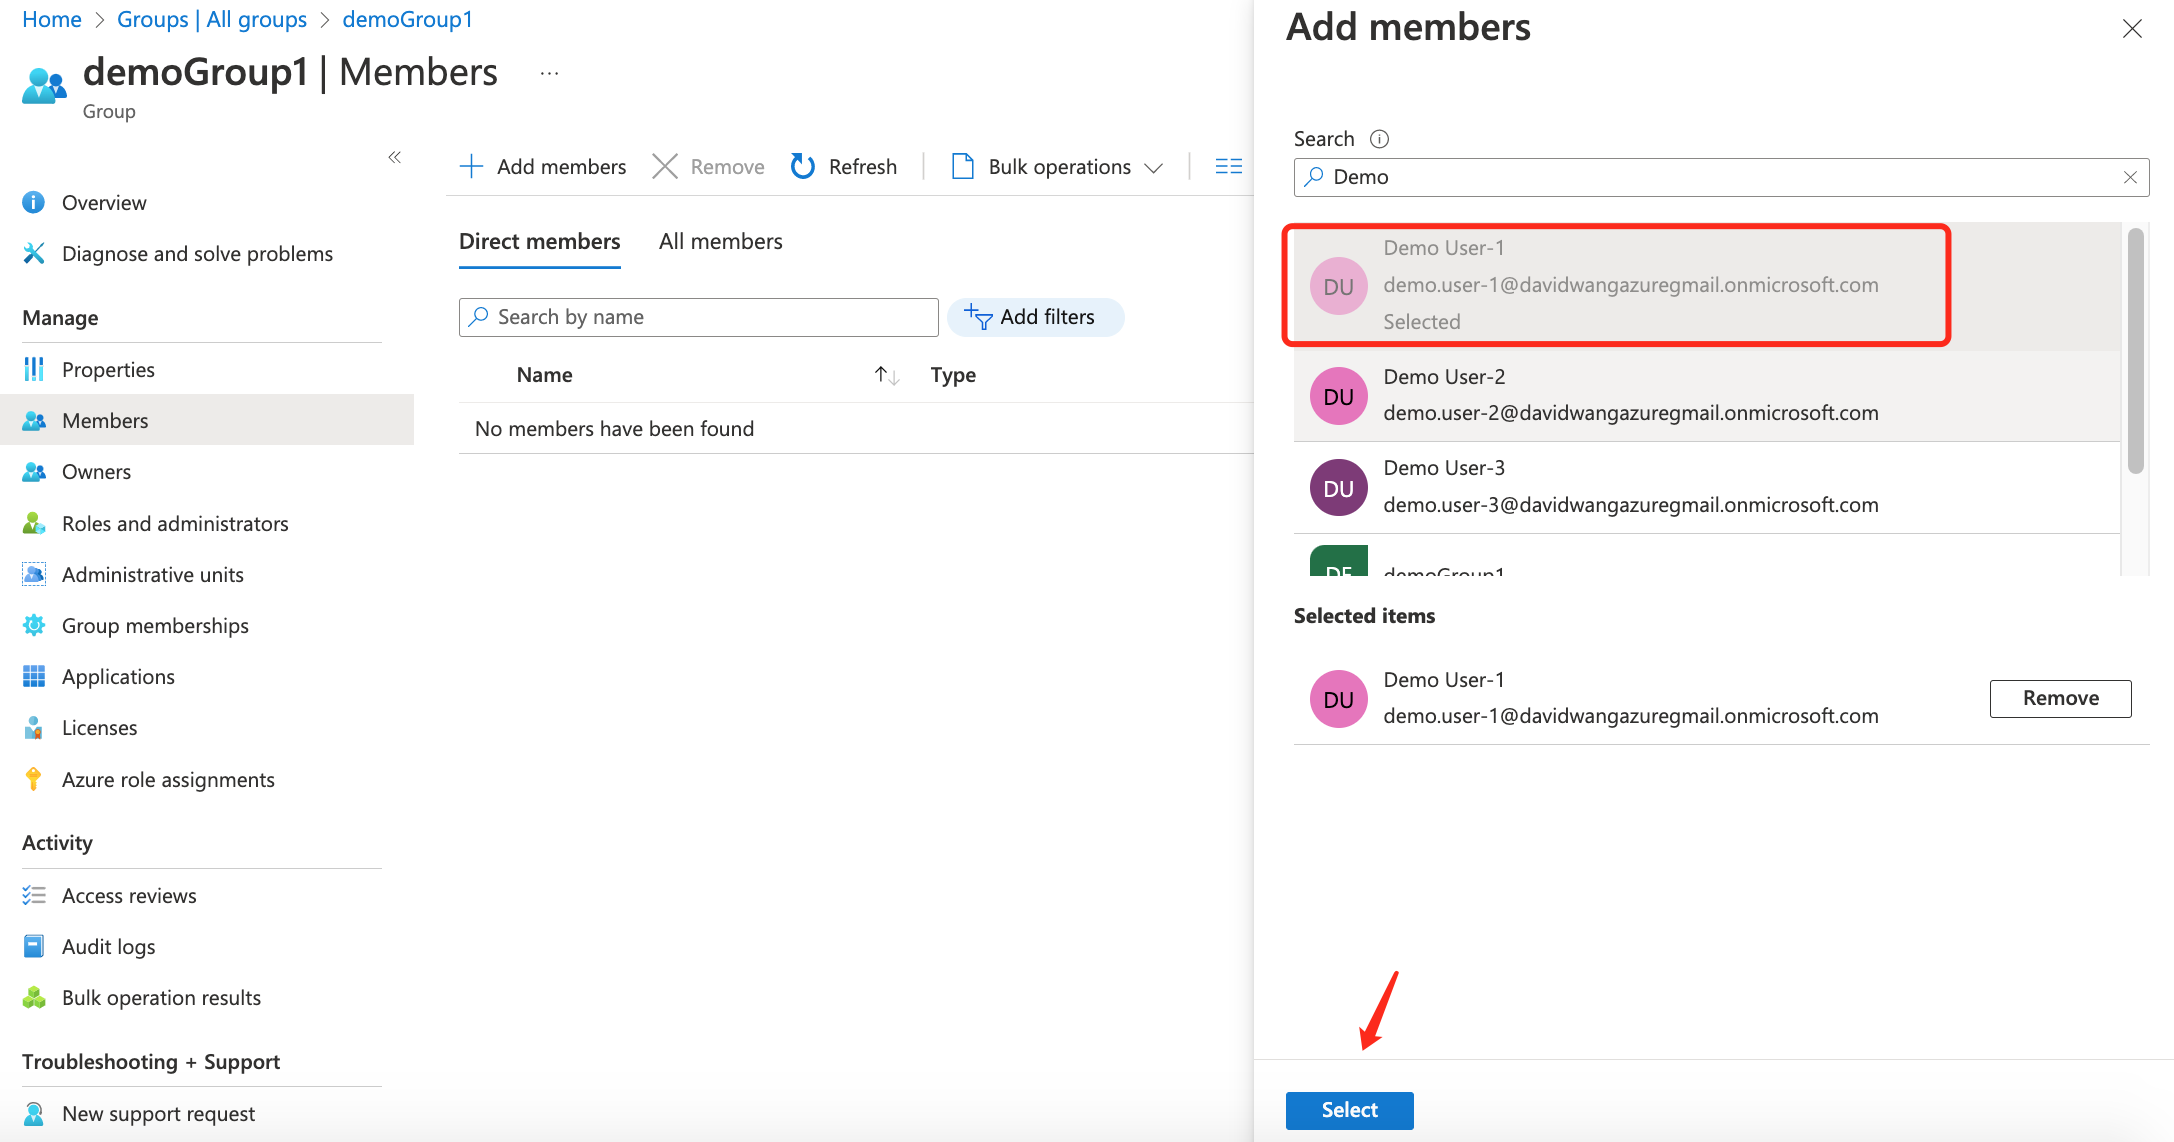 Home > Groups | All groups > demoGroup1
demoGroup1 | Members ...
Group
«
Overview
Diagnose and solve problems
Manage
Properties
Members
Owners
Roles and administrators
Administrative units
Group memberships
Applications
Licenses
Azure role assignments
Activity
Access reviews
Audit logs
Bulk operation results
Troubleshooting + Support
New support request
Add members Remove Refresh Bulk operations
Direct members All members
Search by name Add filters
Name Type
No members have been found
Add members
Search
Demo
DU
Demo User-1
demo.user-1@davidwangazuregmail.onmicrosoft.com
Selected
DU
Demo User-2
demo.user-2@davidwangazuregmail.onmicrosoft.com
DU
Demo User-3
demo.user-3@davidwangazuregmail.onmicrosoft.com
DE
demoGroup1
Selected items
DU
Demo User-1
demo.user-1@davidwangazuregmail.onmicrosoft.com
Remove
Select